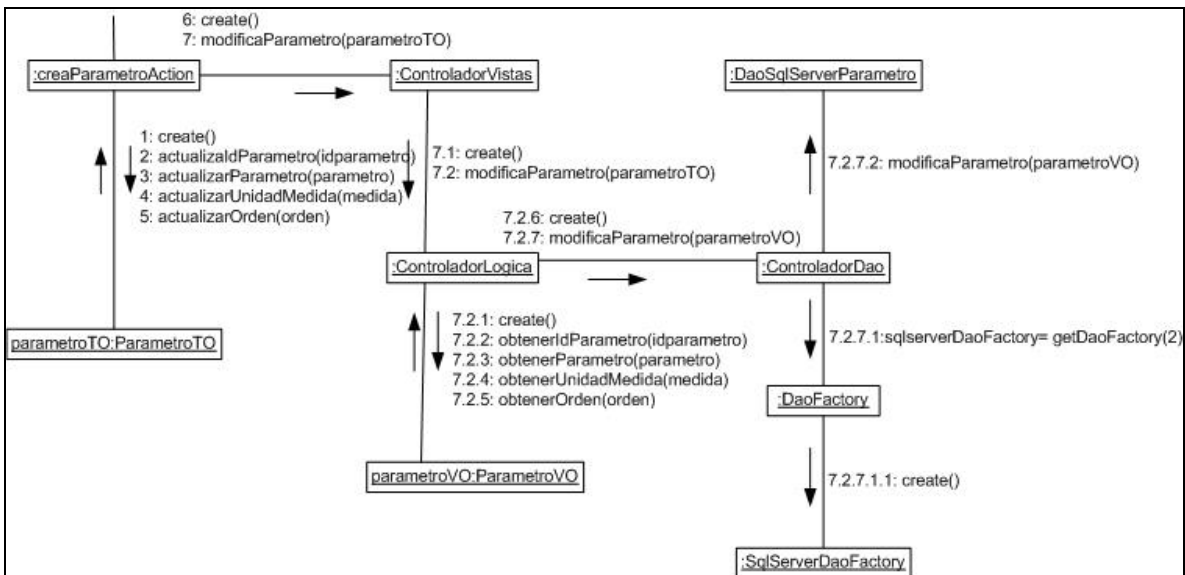 6: create()
7: modificaParametro(parametroTO)
:creaParametroAction
:ControladorVistas
:DaoSqlServerParametro
1: create()
2: actualizaIdParametro(idparametro)
3: actualizarParametro(parametro)
4: actualizarUnidadMedida(medida)
5: actualizarOrden(orden)
7.1: create()
7.2: modificaParametro(parametroTO)
7.2.7.2: modificaParametro(parametroVO)
7.2.6: create()
7.2.7: modificaParametro(parametroVO)
:ControladorLogica
:ControladorDao
parametroTO:ParametroTO
7.2.1: create()
7.2.2: obtenerIdParametro(idparametro)
7.2.3: obtenerParametro(parametro)
7.2.4: obtenerUnidadMedida(medida)
7.2.5: obtenerOrden(orden)
7.2.7.1:sqlserverDaoFactory= getDaoFactory(2)
:DaoFactory
parametroVO:ParametroVO
7.2.7.1.1: create()
:SqlServerDaoFactory